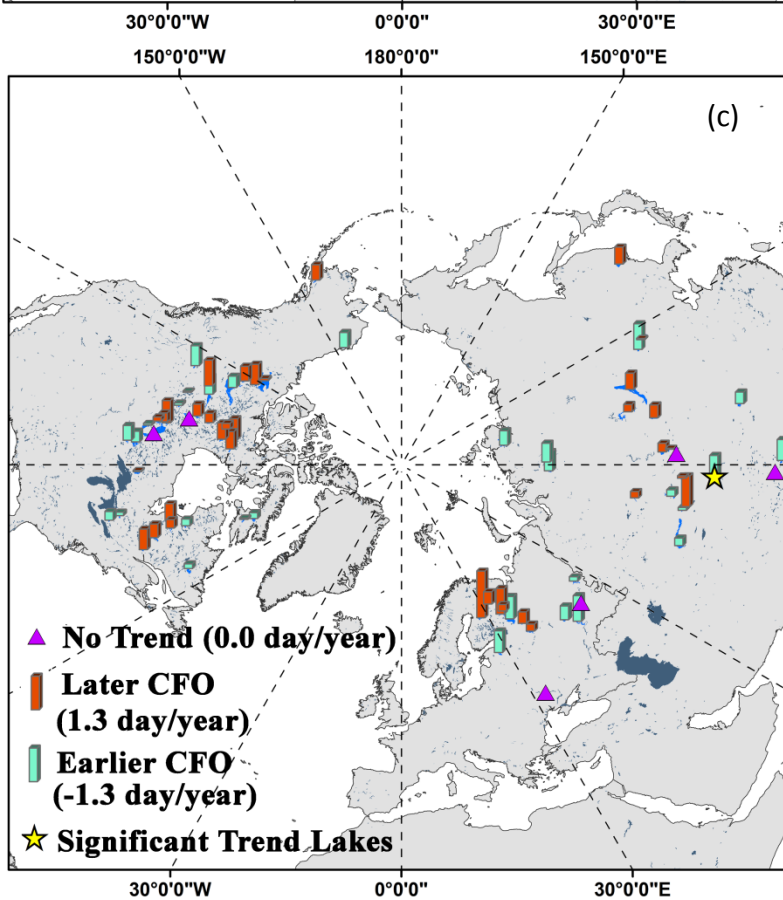 30°0'0"W 0°0'0" 30°0'0"E
150°0'0"W 180°0'0" 150°0'0"E
(c)
No Trend (0.0 day/year)
Later CFO
(1.3 day/year)
Earlier CFO
(-1.3 day/year)
Significant Trend Lakes
30°0'0"W 0°0'0" 30°0'0"E